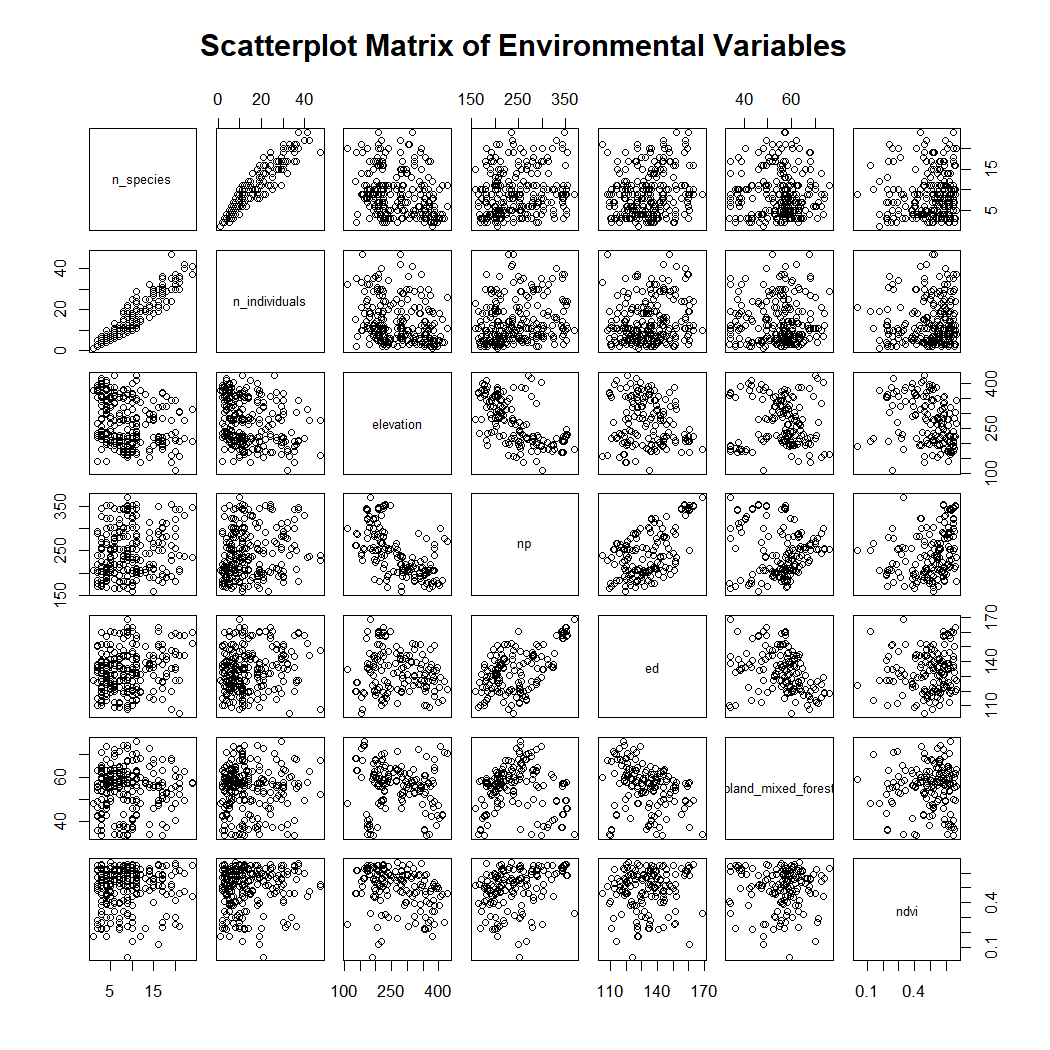 Scatterplot Matrix of Environmental Variables
0 20 40
150 250 350
40 60
n_species
5 15
0 20 40
n_individuals
elevation
100 250 400
150 250 350
np
ed
110 140 170
40 60
pland_mixed_forest
ndvi
0.1 0.4
5 15
100 250 400
110 140 170
0.1 0.4